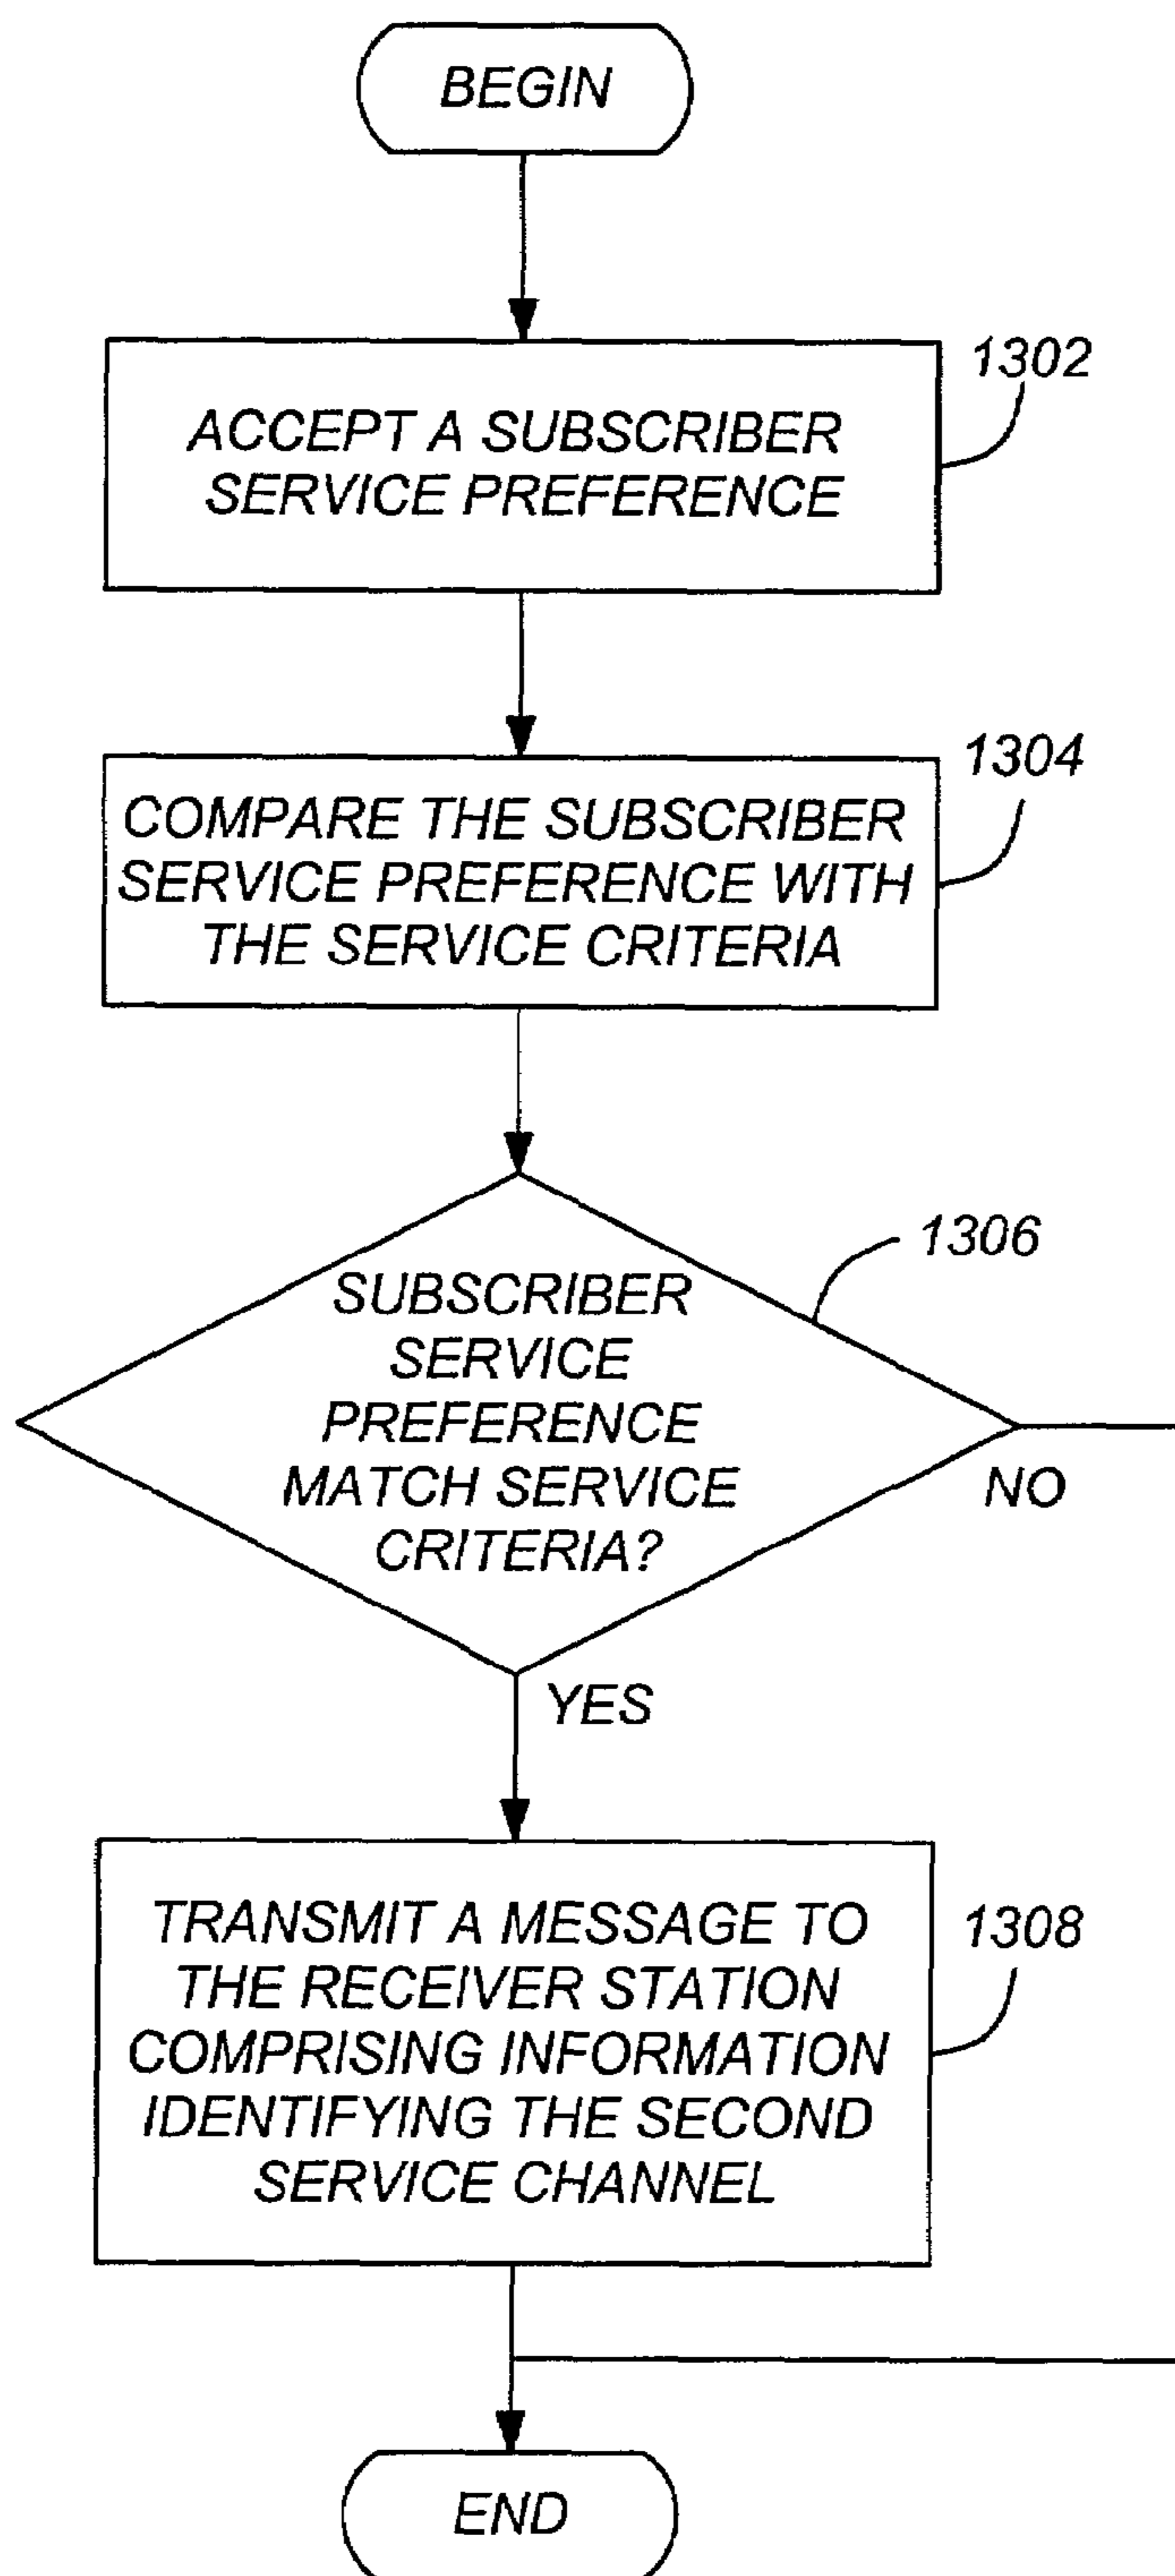 BEGIN
1302
ACCEPT A SUBSCRIBER
SERVICE PREFERENCE
1304
COMPARE THE SUBSCRIBER
SERVICE PREFERENCE WITH
THE SERVICE CRITERIA
1306
SUBSCRIBER
SERVICE
PREFERENCE
MATCH SERVICE
CRITERIA?
NO
YES
TRANSMIT A MESSAGE TO
THE RECEIVER STATION
COMPRISING INFORMATION
IDENTIFYING THE SECOND
SERVICE CHANNEL
1308
END